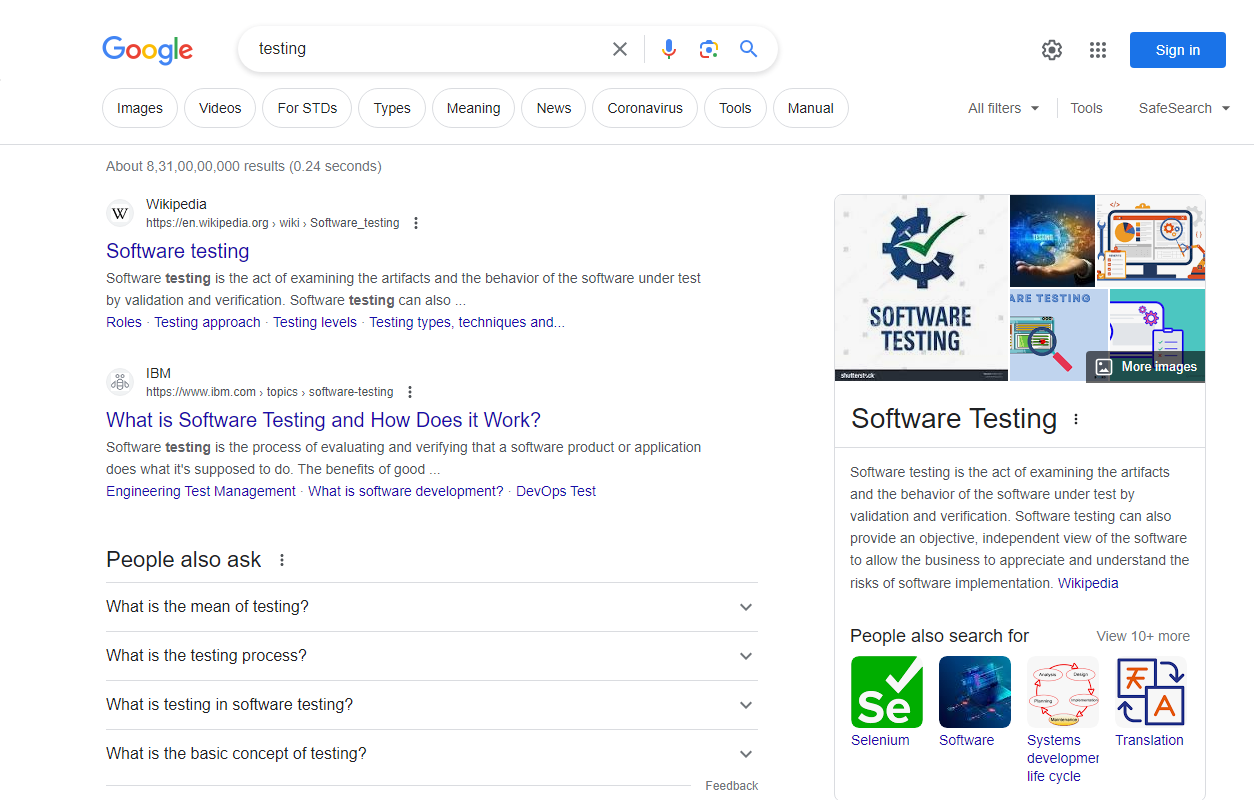 Google
testing
Sign in
Images
Videos
For STDs
Types
Meaning
News
Coronavirus
Tools
Manual
All filters
Tools
SafeSearch
About 8,31,00,00,000 results (0.24 seconds)
W
Wikipedia
https://en.wikipedia.org › wiki › Software_testing
Software testing
Software testing is the act of examining the artifacts and the behavior of the software under test
by validation and verification. Software testing can also ...
Roles · Testing approach · Testing levels · Testing types, techniques and...
IBM
https://www.ibm.com › topics › software-testing
What is Software Testing and How Does it Work?
Software testing is the process of evaluating and verifying that a software product or application
does what it's supposed to do. The benefits of good ...
Engineering Test Management · What is software development? · DevOps Test
People also ask
What is the mean of testing?
What is the testing process?
What is testing in software testing?
What is the basic concept of testing?
Feedback
SOFTWARE
TESTING
shutterstock
TESTING
ARE TESTING
More images
Software Testing
Software testing is the act of examining the artifacts
and the behavior of the software under test by
validation and verification. Software testing can also
provide an objective, independent view of the software
to allow the business to appreciate and understand the
risks of software implementation. Wikipedia
People also search for
View 10+ more
Se
Selenium
Software
Analysis
Design
Implementation
Maintenance
Planning
Systems
developmer
life cycle
A
Translation